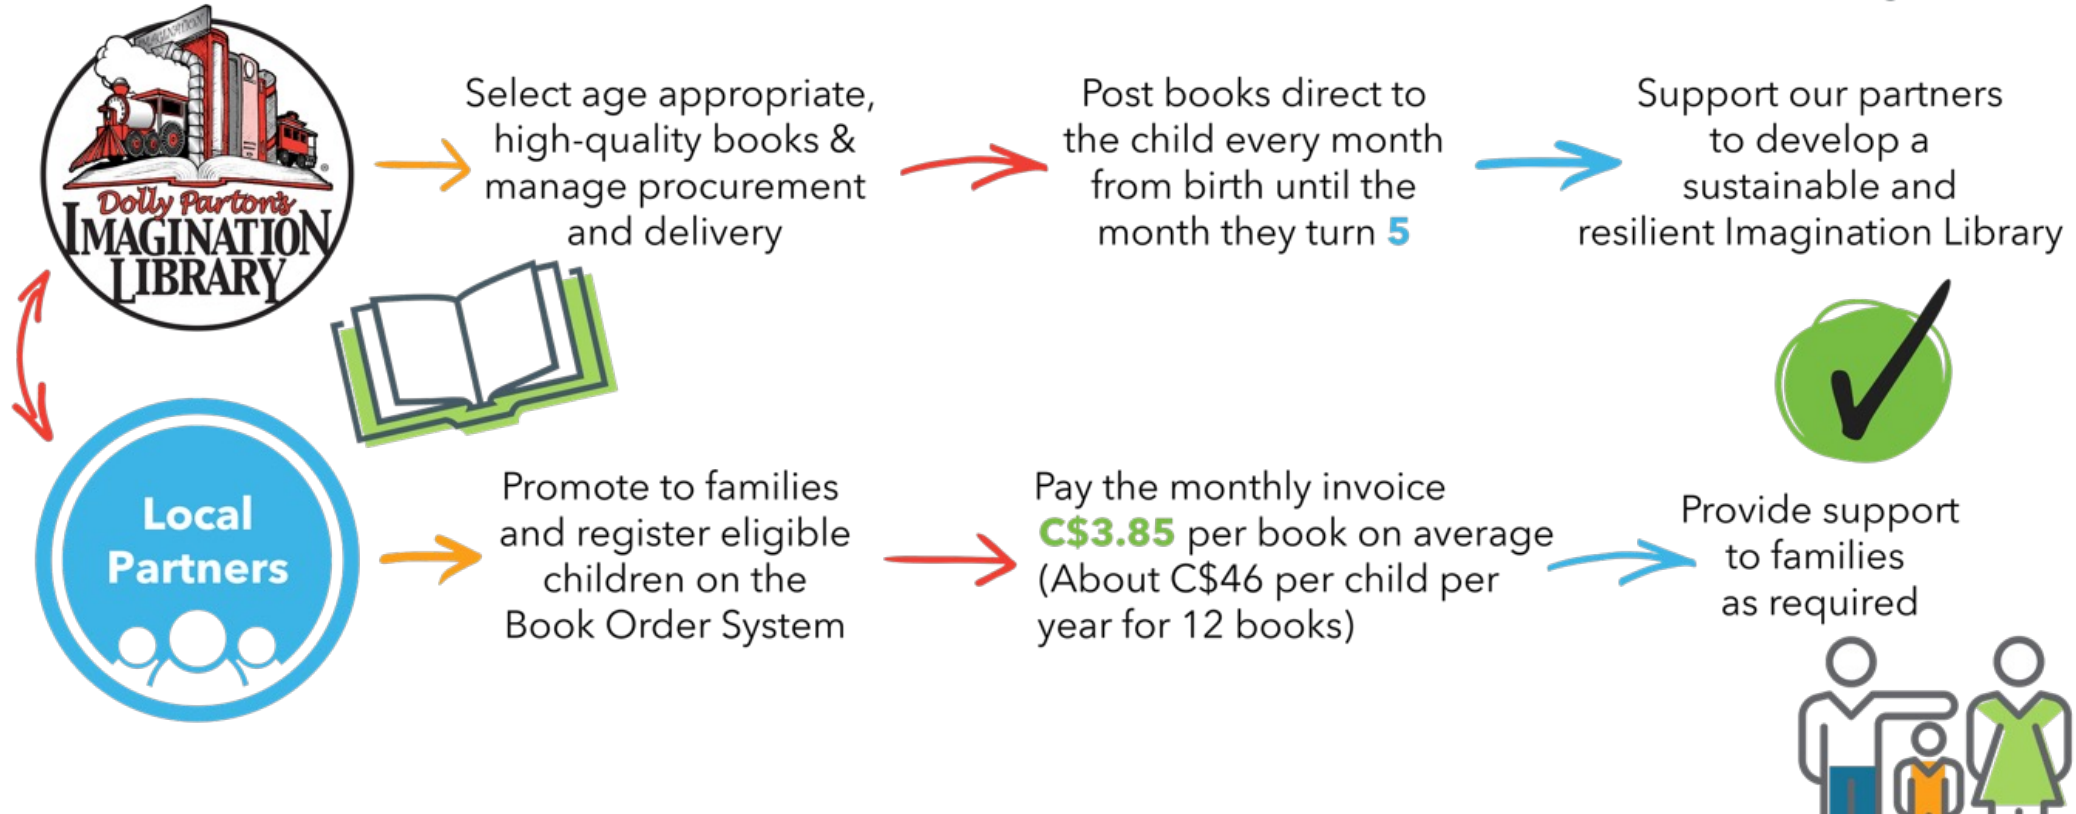 IMAGINATION
Dolly Parton's
IMAGINATION
LIBRARY
®
Select age appropriate,
high-quality books &
manage procurement
and delivery
Post books direct to
the child every month
from birth until the
month they turn 5
Support our partners
to develop a
sustainable and
resilient Imagination Library
Local
Partners
Promote to families
and register eligible
children on the
Book Order System
Pay the monthly invoice
C$3.85 per book on average
(About C$46 per child per
year for 12 books)
Provide support
to families
as required